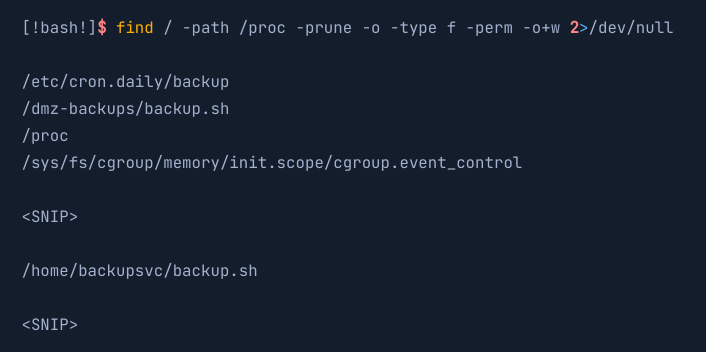 [!bash!]$ find / -path /proc -prune -o -type f -perm -o+w 2>/dev/null
/etc/cron.daily/backup
/dmz-backups/backup.sh
/proc
/sys/fs/cgroup/memory/init.scope/cgroup.event_control
<SNIP>
/home/backupsvc/backup.sh
<SNIP>